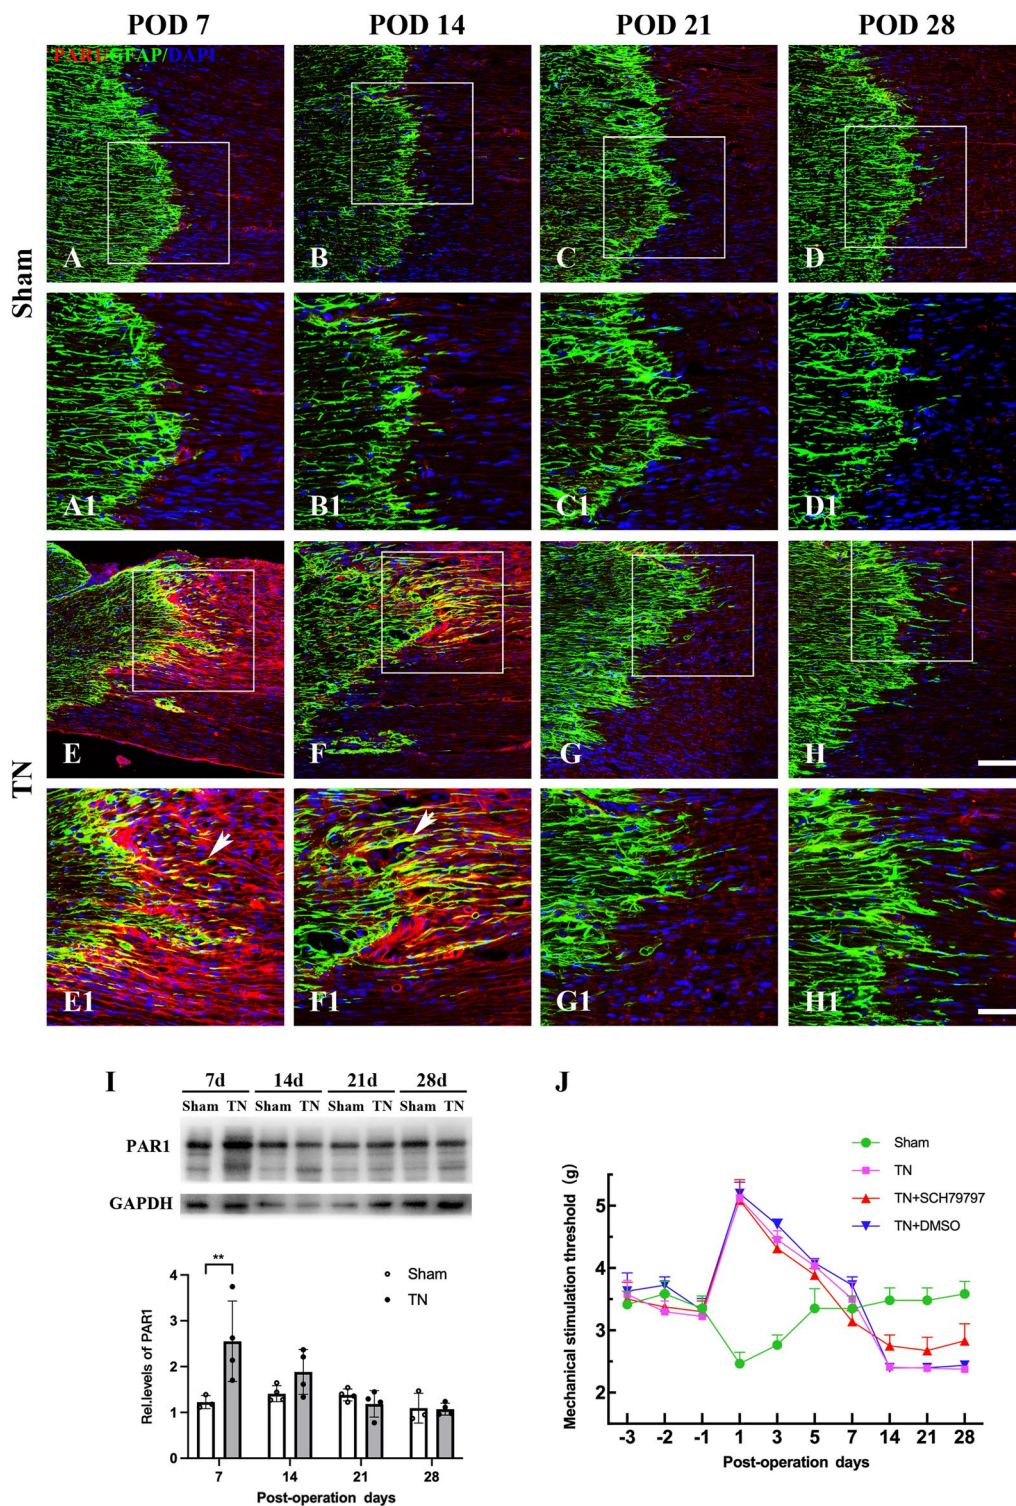 POD 7 POD 14 POD 21 POD 28
PAR1/GFAP/DAPI
Sham
A B C D
A1 B1 C1 D1
TN
E F G H
E1 F1 G1 H1
I
7d 14d 21d 28d
Sham TN Sham TN Sham TN Sham TN
PAR1
GAPDH
**
Sham
TN
Rel.levels of PAR1
4
3
2
1
0
7 14 21 28
Post-operation days
J
Sham
TN
TN+SCH79797
TN+DMSO
Mechanical stimulation threshold (g)
5
4
3
2
-3 -2 -1 1 3 5 7 14 21 28
Post-operation days